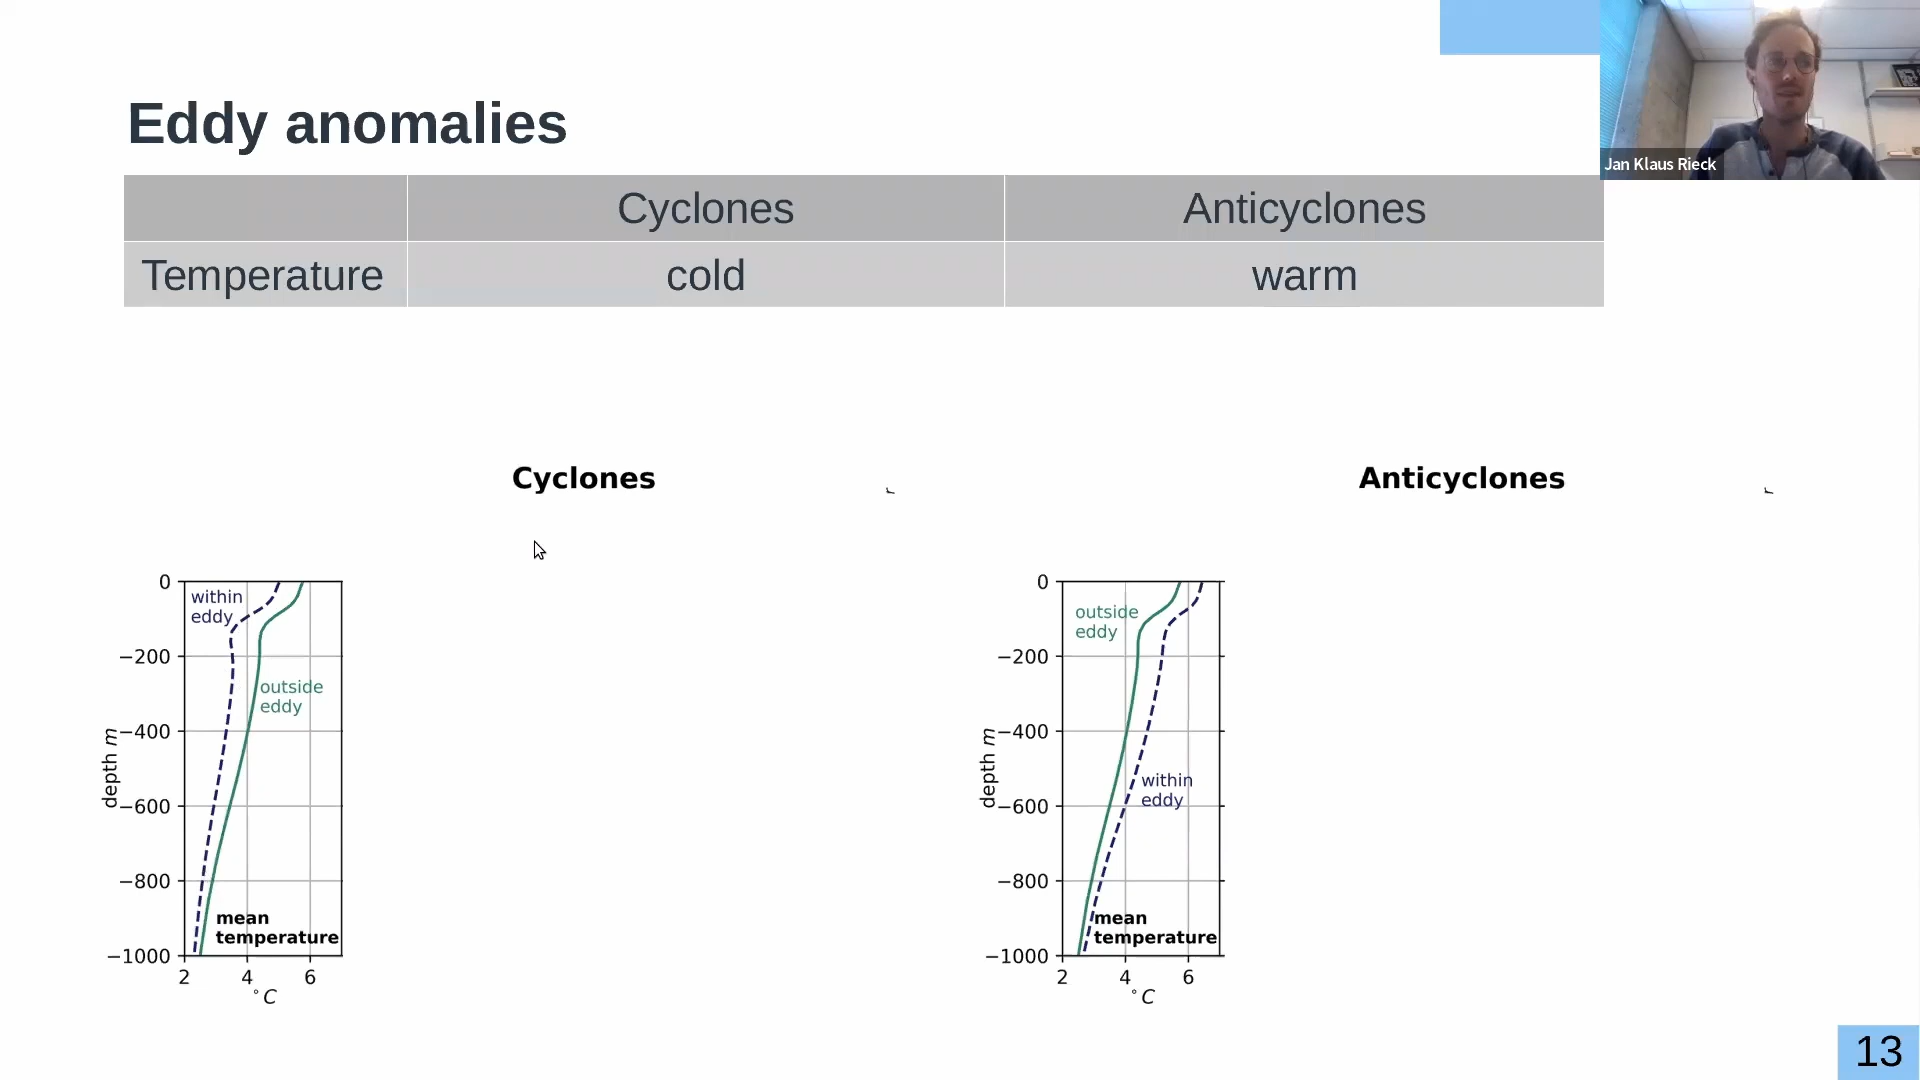 Jan Klaus Rieck
Eddy anomalies
Cyclones Anticyclones
Temperature cold warm
Cyclones
Anticyclones
0
−200
−400
−600
−800
−1000
depth m
within
eddy
outside
eddy
mean
temperature
2 4 6
°C
0
−200
−400
−600
−800
−1000
depth m
outside
eddy
within
eddy
mean
temperature
2 4 6
°C
13